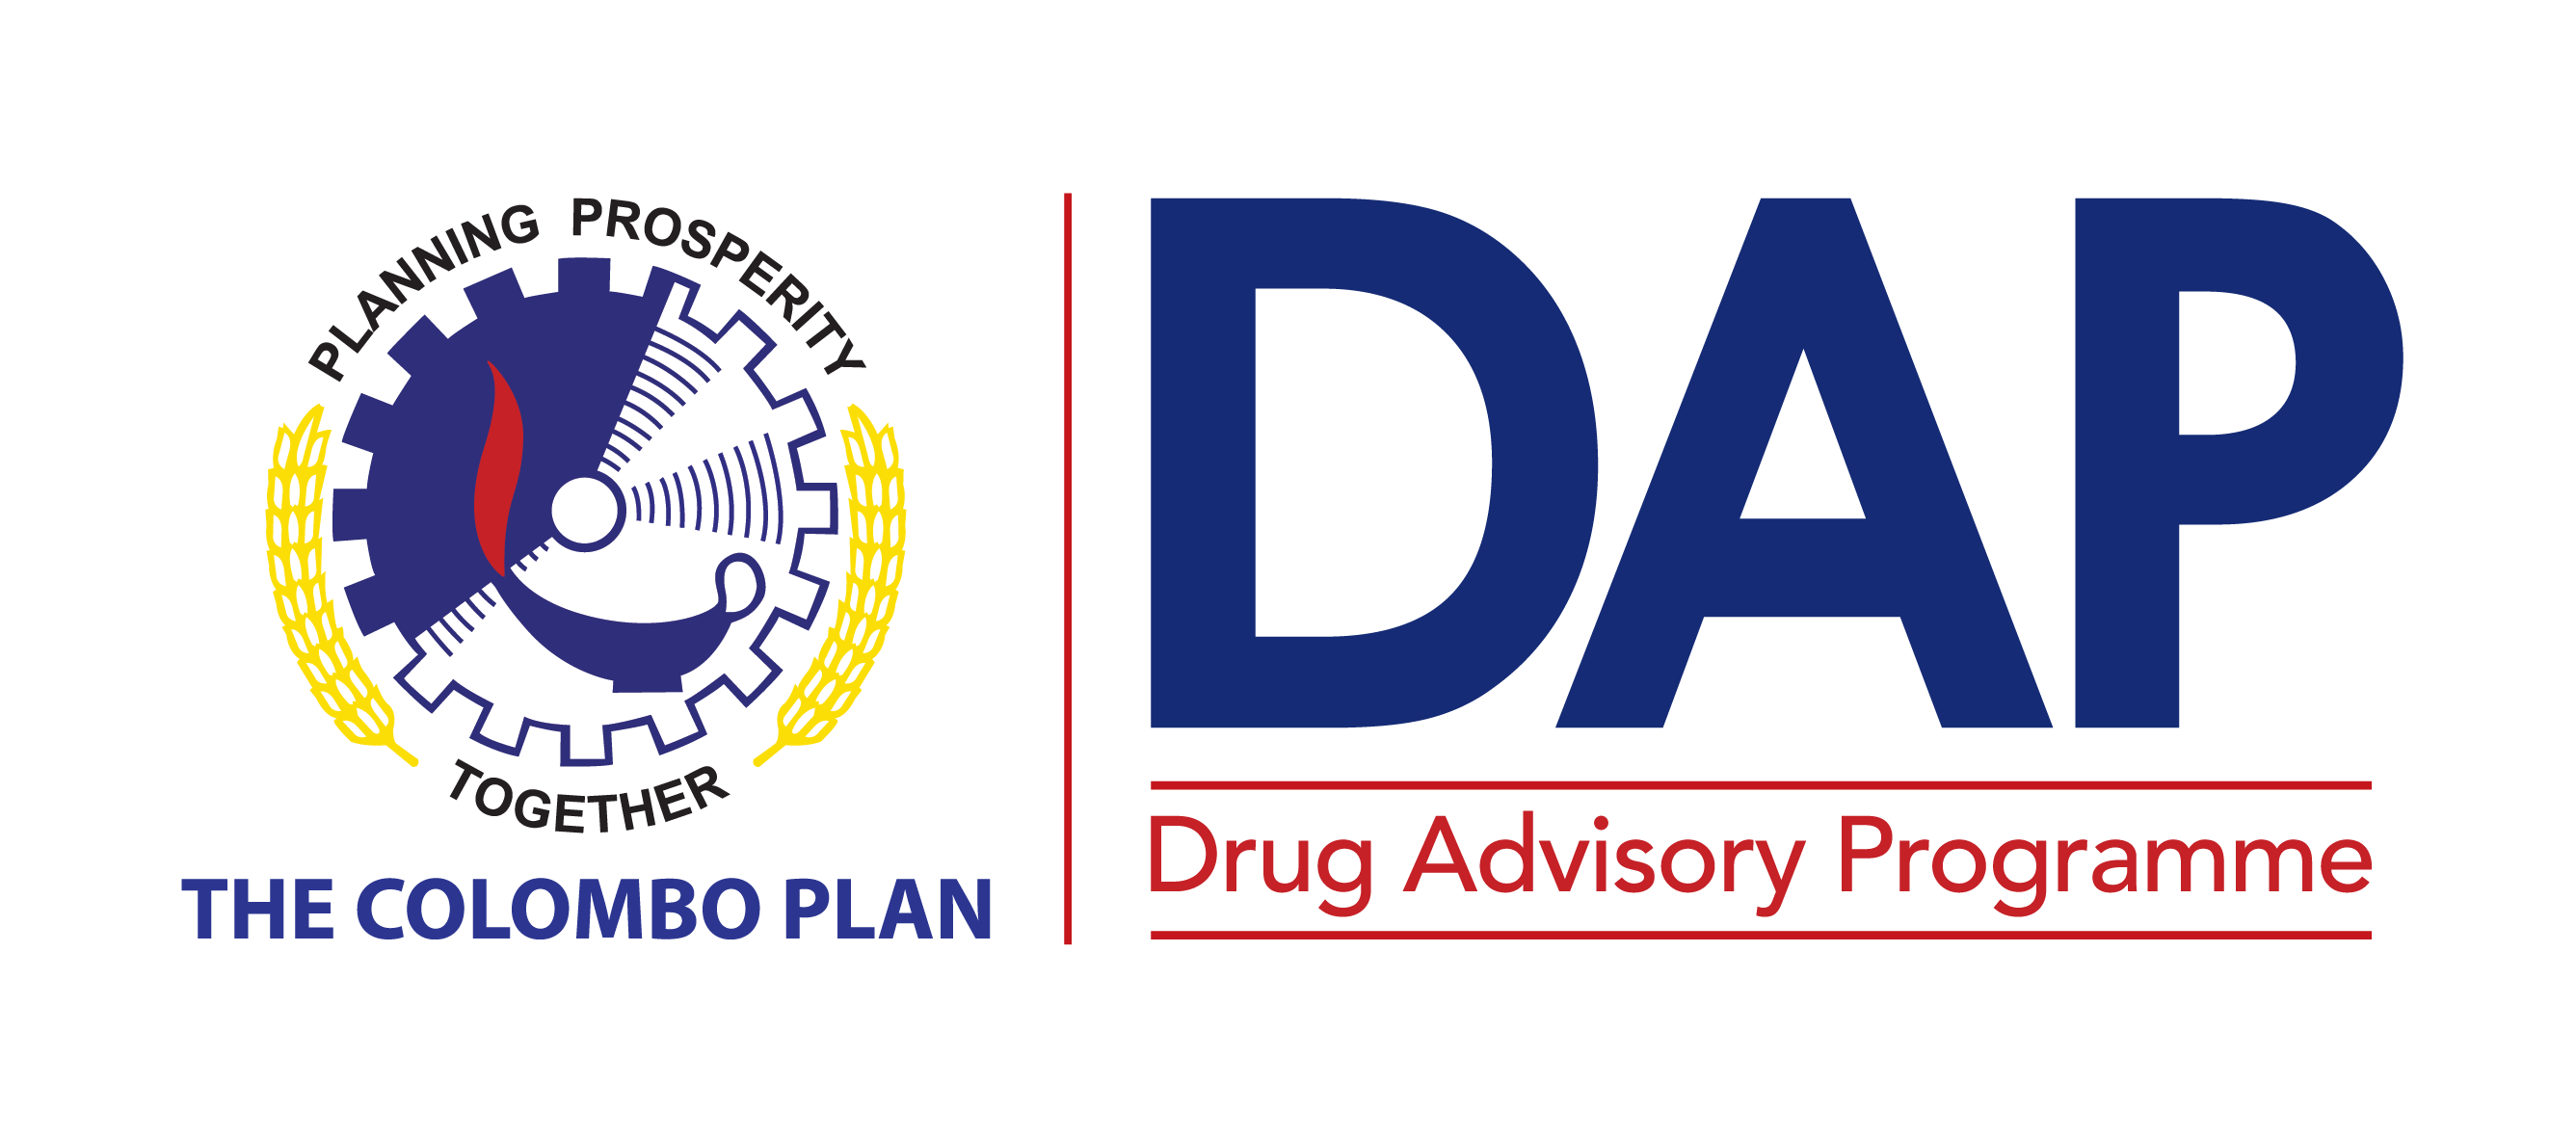 PLANNING PROSPERITY
TOGETHER
THE COLOMBO PLAN
DAP
Drug Advisory Programme